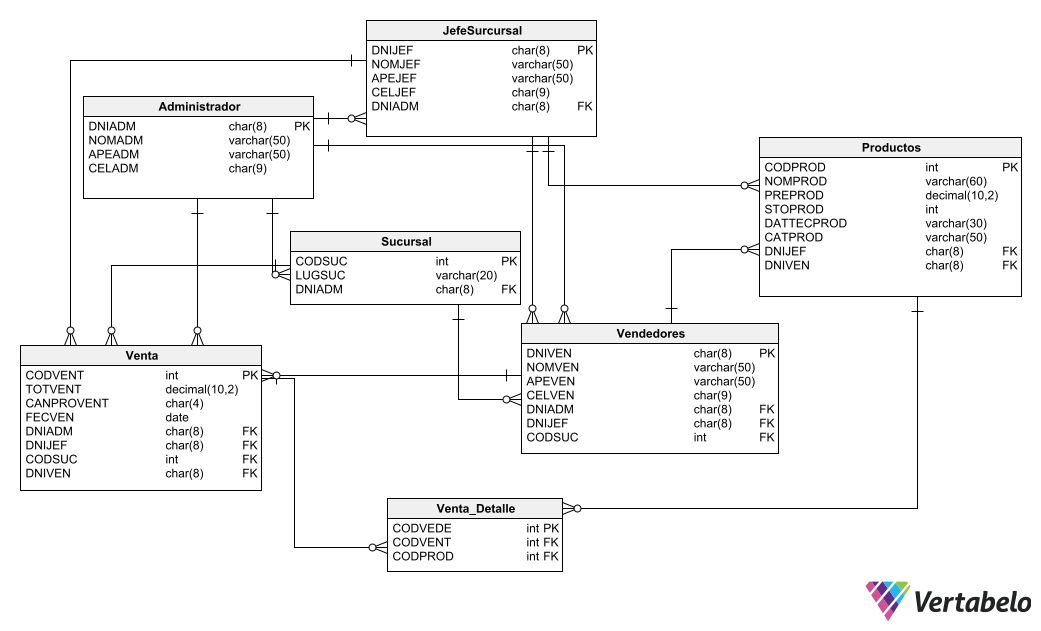 JefeSurcursal
DNIJEF char(8) PK
NOMJEF varchar(50)
APEJEF varchar(50)
CELJEF char(9)
DNIADM char(8) FK
Administrador
DNIADM char(8) PK
NOMADM varchar(50)
APEADM varchar(50)
CELADM char(9)
Productos
CODPROD int PK
NOMPROD varchar(60)
PREPROD decimal(10,2)
STOPROD int
DATTECPROD varchar(30)
CATPROD varchar(50)
DNIJEF char(8) FK
DNIVEN char(8) FK
Sucursal
CODSUC int PK
LUGSUC varchar(20)
DNIADM char(8) FK
Vendedores
DNIVEN char(8) PK
NOMVEN varchar(50)
APEVEN varchar(50)
CELVEN char(9)
DNIADM char(8) FK
DNIJEF char(8) FK
CODSUC int FK
Venta
CODVENT int PK
TOTVENT decimal(10,2)
CANPROVENT char(4)
FECVEN date
DNIADM char(8) FK
DNIJEF char(8) FK
CODSUC int FK
DNIVEN char(8) FK
Venta_Detalle
CODVEDE int PK
CODVENT int FK
CODPROD int FK
Vertabelo